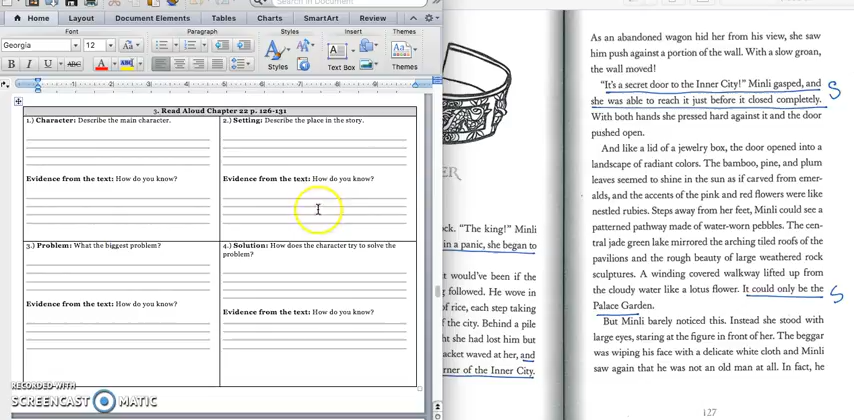 Search in Document
Home
Layout
Document Elements
Tables
Charts
SmartArt
Review
Font
Paragraph
Styles
Insert
Themes
Georgia
12
Aa
B I U ABC A ABC
Styles
Text Box
Themes
3. Read Aloud Chapter 22 p. 126-131
1.) Character: Describe the main character.
Evidence from the text: How do you know?
2.) Setting: Describe the place in the story.
Evidence from the text: How do you know?
3.) Problem: What the biggest problem?
Evidence from the text: How do you know?
4.) Solution: How does the character try to solve the
problem?
Evidence from the text: How do you know?
RECORDED WITH
SCREENCAST MATIC
ER
ock. "The king!" Minli
in a panic, she began to
t would've been if the
followed. He wove in
of rice, each step taking
f the city. Behind a pile
ht she had lost him but
acket waved at her, and
rner of the Inner City.
As an abandoned wagon hid her from his view, she saw
him push against a portion of the wall. With a slow groan,
the wall moved!
"It's a secret door to the Inner City!" Minli gasped, and S
she was able to reach it just before it closed completely.
With both hands she pressed hard against it and the door
pushed open.
And like a lid of a jewelry box, the door opened into a
landscape of radiant colors. The bamboo, pine, and plum
leaves seemed to shine in the sun as if carved from emer-
alds, and the accents of the pink and red flowers were like
nestled rubies. Steps away from her feet, Minli could see a
patterned pathway made of water-worn pebbles. The cen-
tral jade green lake mirrored the arching tiled roofs of the
pavilions and the rough beauty of large weathered rock
sculptures. A winding covered walkway lifted up from
the cloudy water like a lotus flower. It could only be the S
Palace Garden.
But Minli barely noticed this. Instead she stood with
large eyes, staring at the figure in front of her. The beggar
was wiping his face with a delicate white cloth and Minli
saw again that he was not an old man at all. In fact, he
127